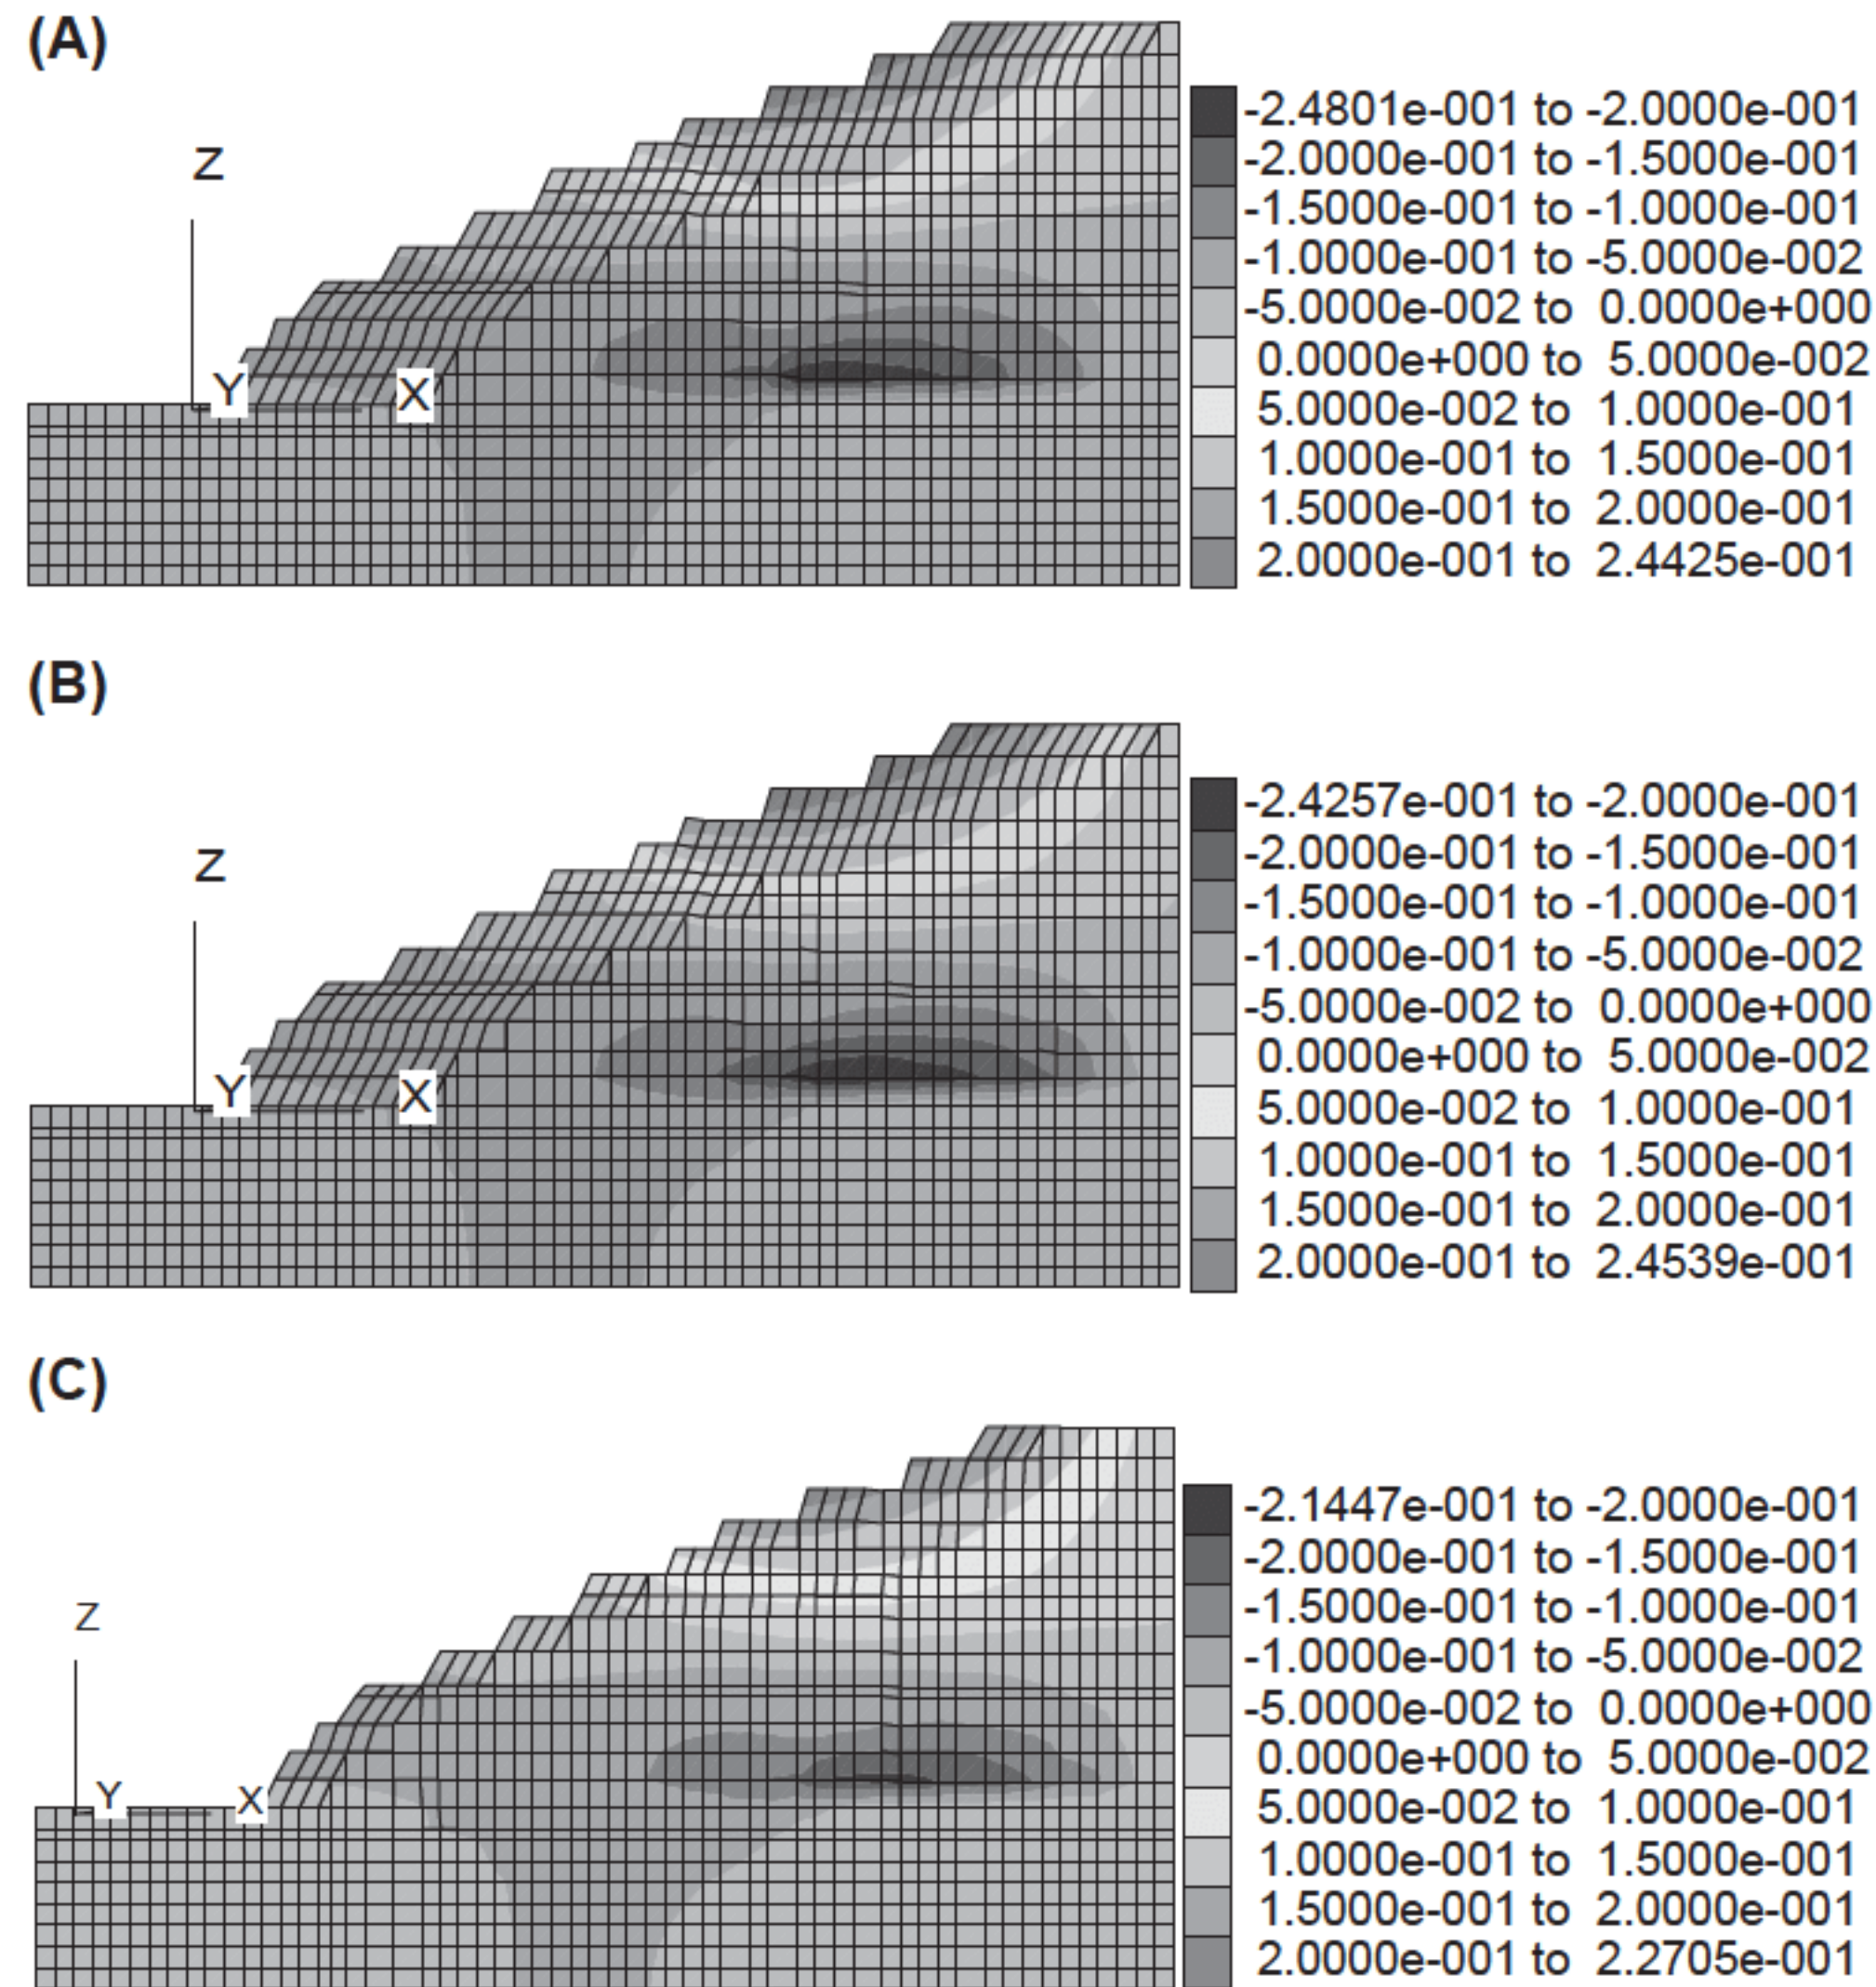 (A)
Z
Y
X
-2.4801e-001 to -2.0000e-001
-2.0000e-001 to -1.5000e-001
-1.5000e-001 to -1.0000e-001
-1.0000e-001 to -5.0000e-002
-5.0000e-002 to 0.0000e+000
0.0000e+000 to 5.0000e-002
5.0000e-002 to 1.0000e-001
1.0000e-001 to 1.5000e-001
1.5000e-001 to 2.0000e-001
2.0000e-001 to 2.4425e-001
(B)
Z
Y
X
-2.4257e-001 to -2.0000e-001
-2.0000e-001 to -1.5000e-001
-1.5000e-001 to -1.0000e-001
-1.0000e-001 to -5.0000e-002
-5.0000e-002 to 0.0000e+000
0.0000e+000 to 5.0000e-002
5.0000e-002 to 1.0000e-001
1.0000e-001 to 1.5000e-001
1.5000e-001 to 2.0000e-001
2.0000e-001 to 2.4539e-001
(C)
Z
Y
X
-2.1447e-001 to -2.0000e-001
-2.0000e-001 to -1.5000e-001
-1.5000e-001 to -1.0000e-001
-1.0000e-001 to -5.0000e-002
-5.0000e-002 to 0.0000e+000
0.0000e+000 to 5.0000e-002
5.0000e-002 to 1.0000e-001
1.0000e-001 to 1.5000e-001
1.5000e-001 to 2.0000e-001
2.0000e-001 to 2.2705e-001